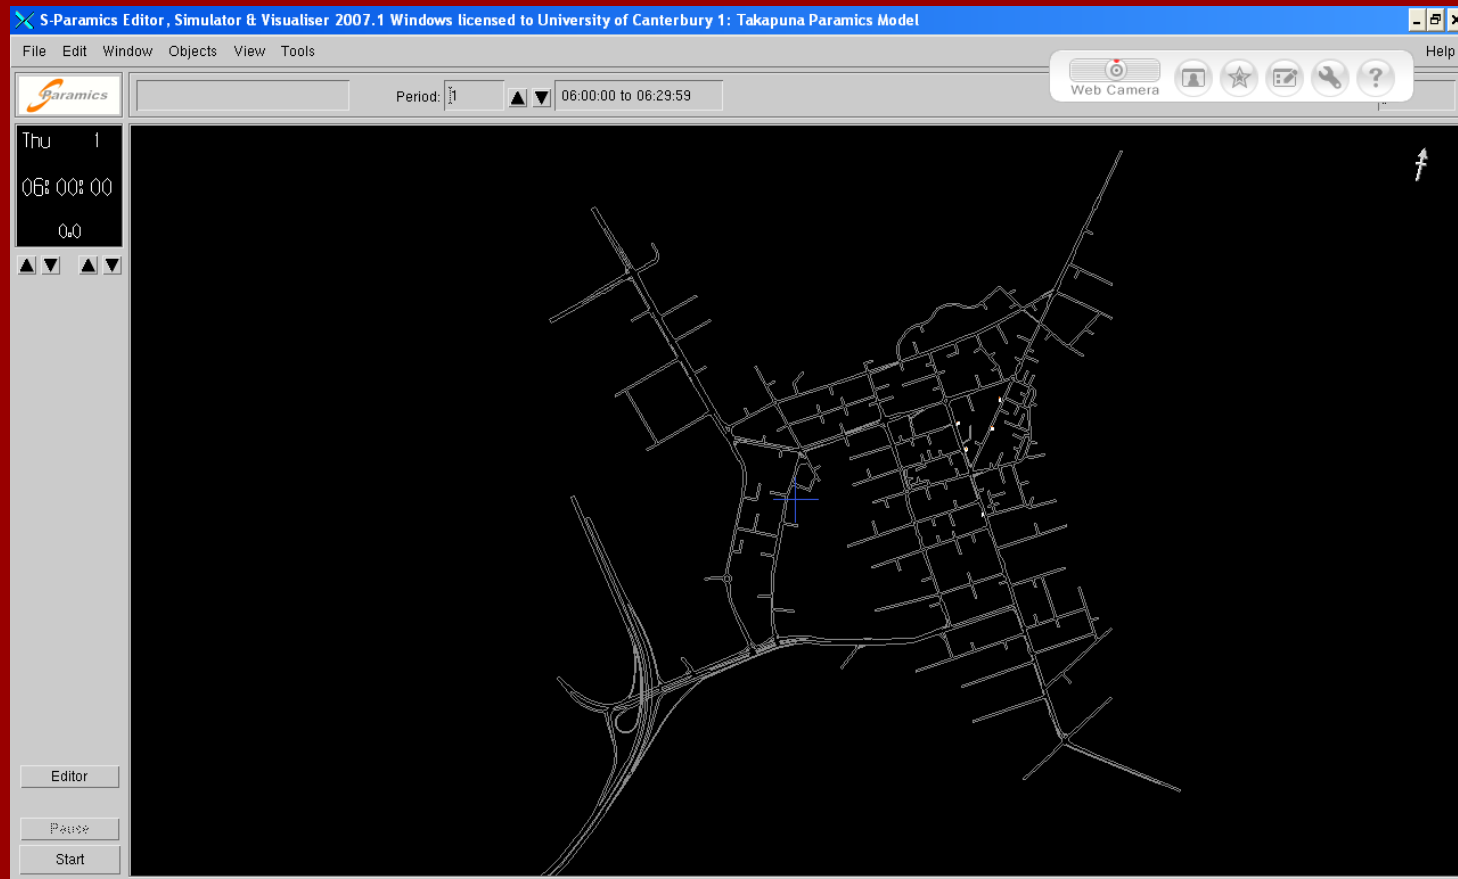 S-Paramics Editor, Simulator & Visualiser 2007.1 Windows licensed to University of Canterbury 1: Takapuna Paramics Model
File Edit Window Objects View Tools Help
Web Camera
Paramics
Period: 1 06:00:00 to 06:29:59
Thu 1
06:00:00
0.0
Editor
Pause
Start